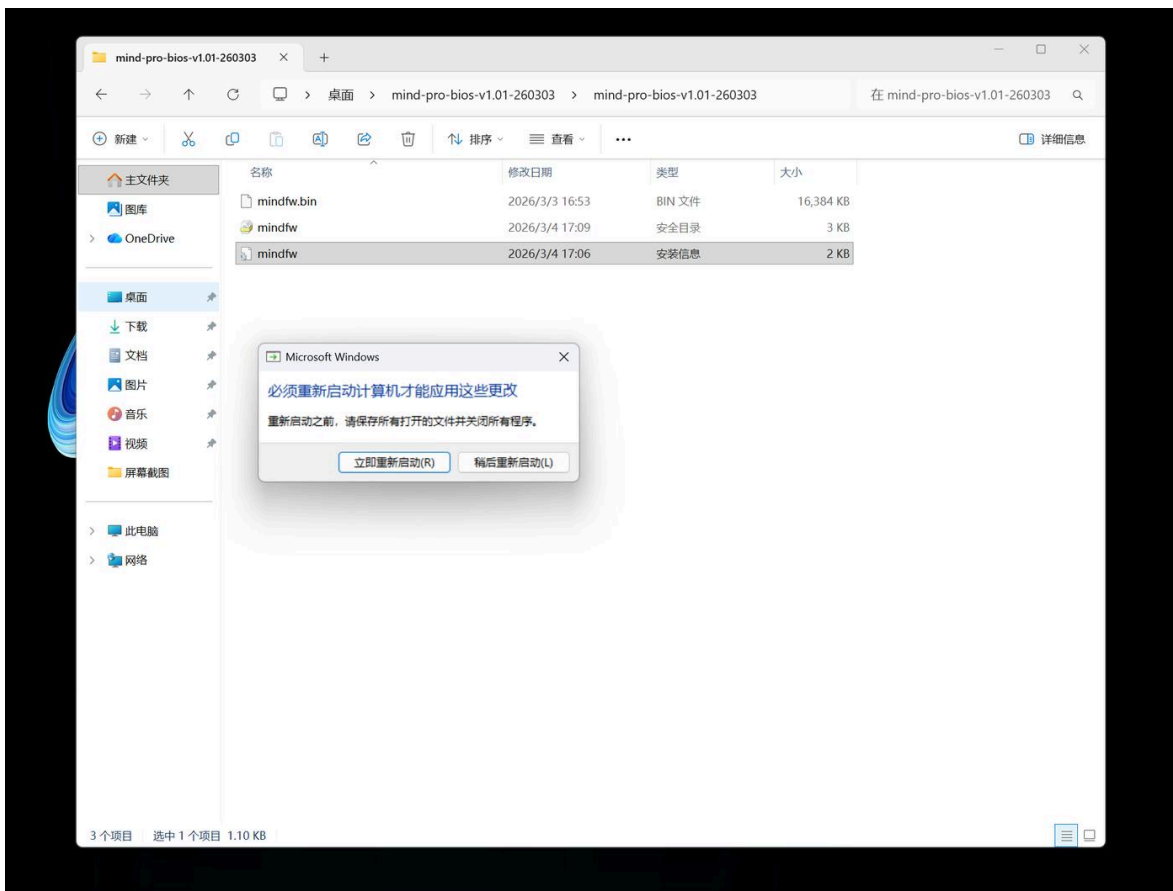 mind-pro-bios-v1.01-260303
桌面 > mind-pro-bios-v1.01-260303 > mind-pro-bios-v1.01-260303
在 mind-pro-bios-v1.01-260303
新建 排序 查看 ... 详细信息
主文件夹
图库
OneDrive
桌面
下载
文档
图片
音乐
视频
屏幕截图
此电脑
网络
名称 修改日期 类型 大小
mindfw.bin 2026/3/3 16:53 BIN 文件 16,384 KB
mindfw 2026/3/4 17:09 安全目录 3 KB
mindfw 2026/3/4 17:06 安装信息 2 KB
Microsoft Windows
必须重新启动计算机才能应用这些更改
重新启动之前，请保存所有打开的文件并关闭所有程序。
立即重新启动(R) 稍后重新启动(L)
3 个项目 选中 1 个项目 1.10 KB